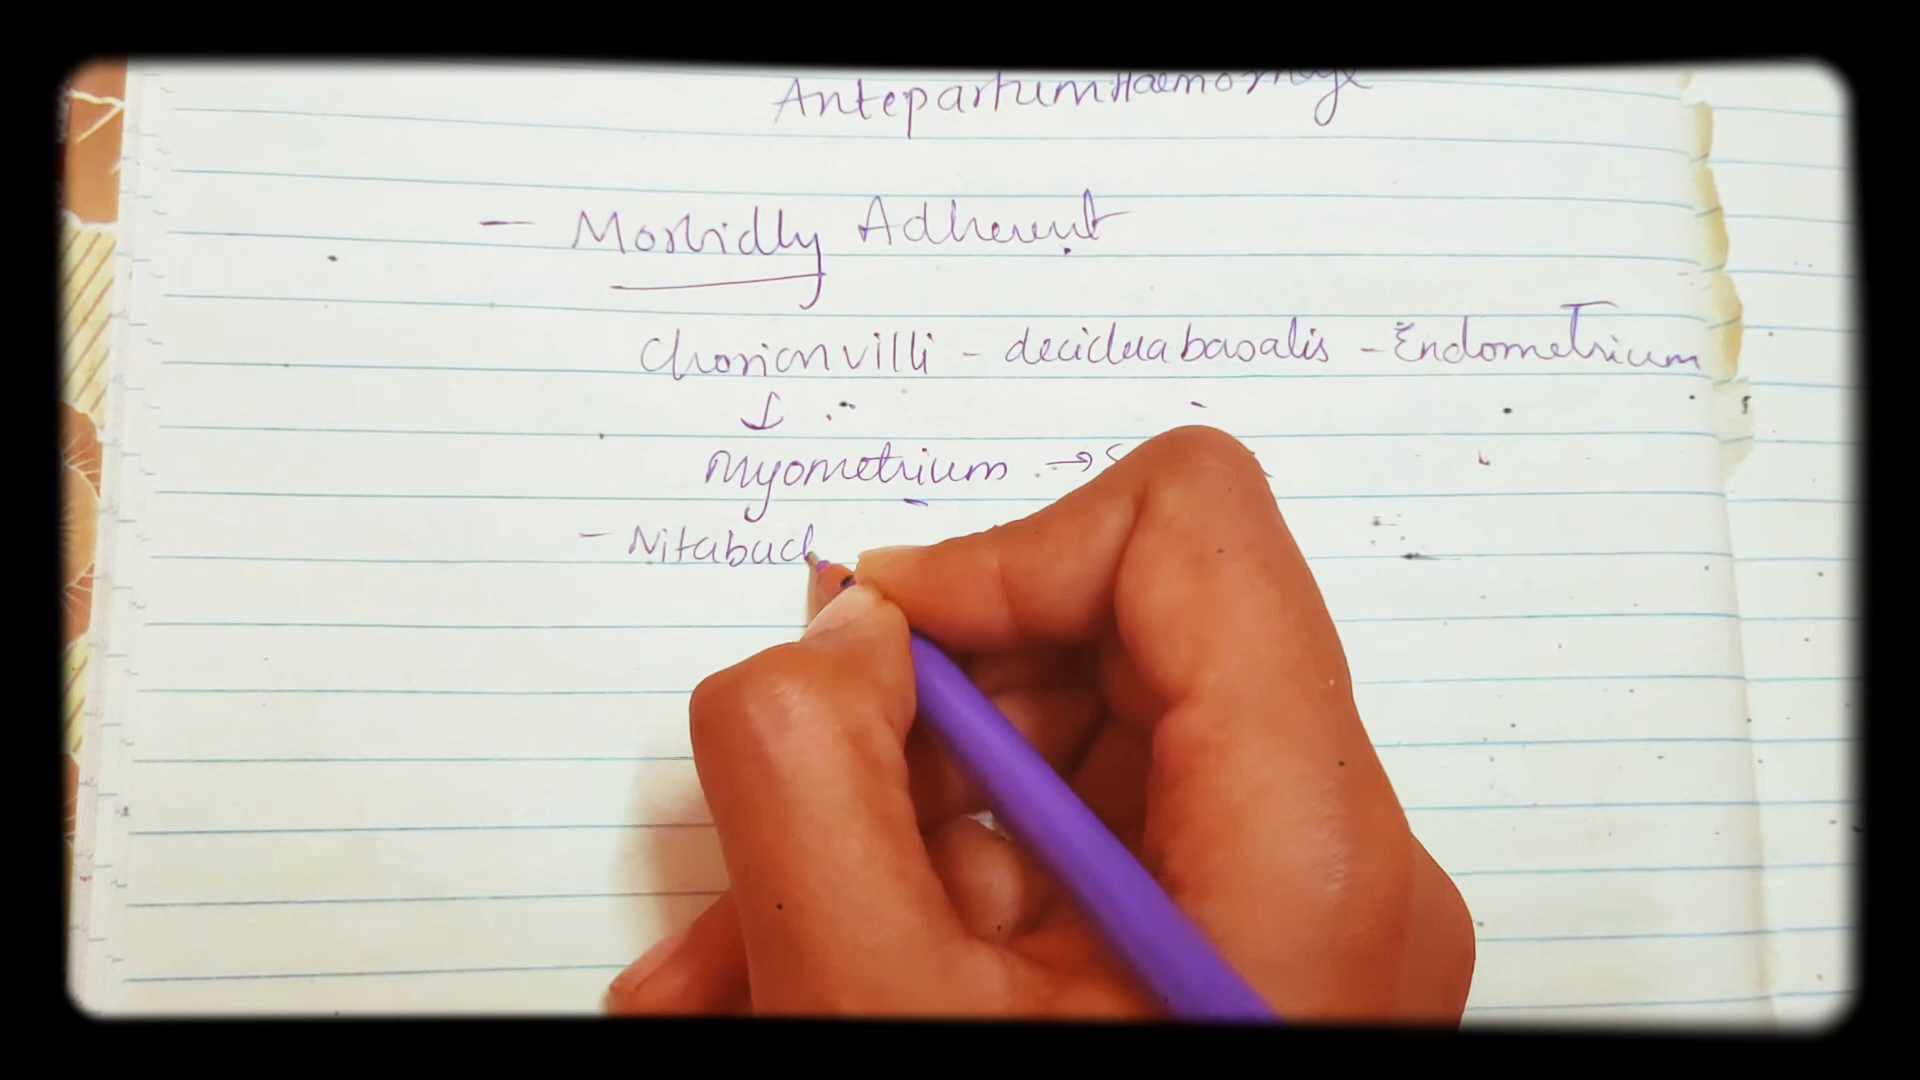 Antepartum Haemorrhage
- Morbidly Adherent
Chorion villi - decidua basalis - Endometrium
↓
Myometrium →
- Nitabuch